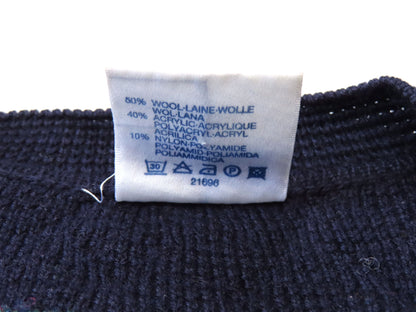 50% WOOL-LAINE-WOLLE
WOL-LANA
40% ACRYLIC-ACRYLIQUE
POLYACRYL-ACRYL
ACRILICA
10% NYLON-POLYAMIDE
POLYAMID-POLIAMIDA
POLIAMMIDICA
30 A P
21696